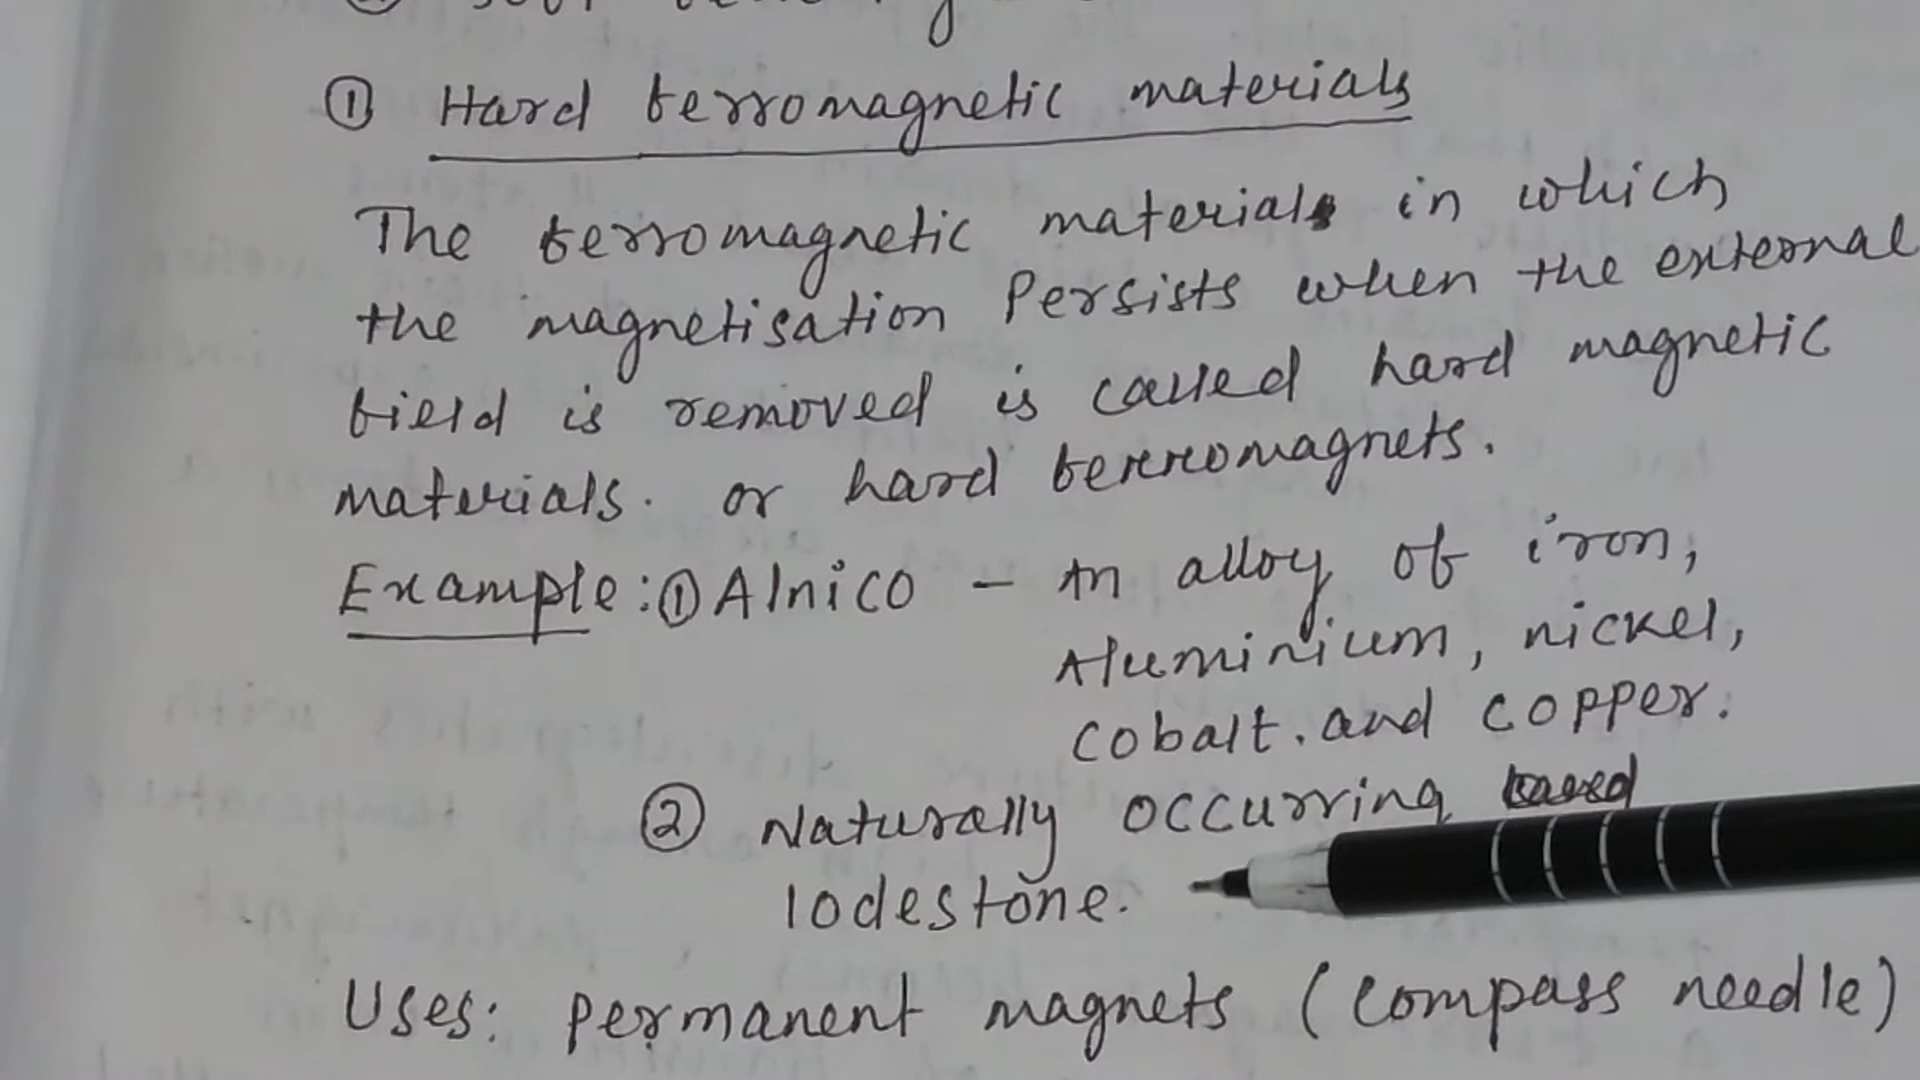 ① Hard ferromagnetic materials
The ferromagnetic materials in which
the magnetisation Persists when the external
field is removed is called hard magnetic
materials. or hard ferromagnets.
Example: ① Alnico - An alloy of iron,
Aluminium, nickel,
cobalt. and copper.
② Naturally occurring
lodestone.
Uses: permanent magnets (compass needle)